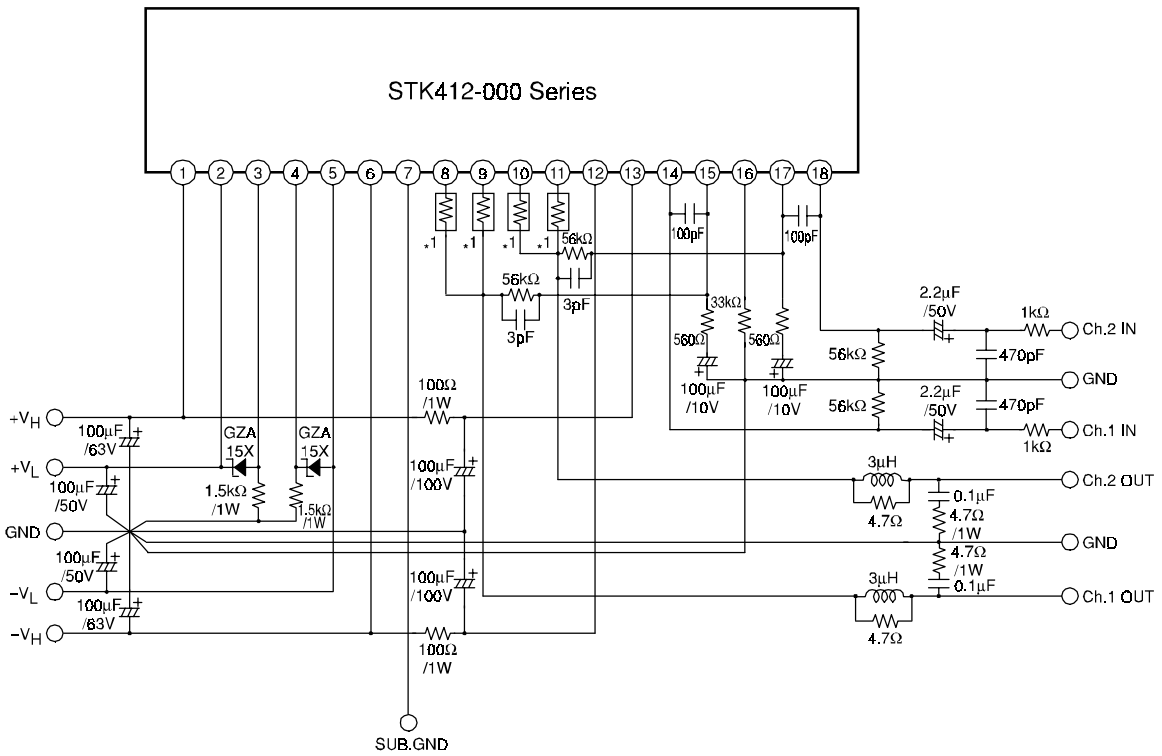 STK412-000 Series
1 2 3 4 5 6 7 8 9 10 11 12 13 14 15 16 17 18
*1 *1 *1 *1
100pF 100pF
56kΩ
3pF
56kΩ
3pF
33kΩ
560Ω 560Ω
+
100µF
/10V
+
100µF
/10V
2.2µF
/50V
+
1kΩ
Ch.2 IN
56kΩ
470pF
GND
56kΩ
2.2µF
/50V
+
470pF
1kΩ
Ch.1 IN
+VH
100µF
/63V
+
100Ω
/1W
GZA
15X
GZA
15X
+VL
100µF
/50V
+
1.5kΩ
/1W
1.5kΩ
/1W
100µF
/100V
+
GND
100µF
/50V
+
-VL
100µF
/63V
+
-VH
100µF
/100V
+
100Ω
/1W
3µH
4.7Ω
Ch.2 OUT
0.1µF
4.7Ω
/1W
GND
4.7Ω
/1W
0.1µF
3µH
4.7Ω
Ch.1 OUT
SUB.GND